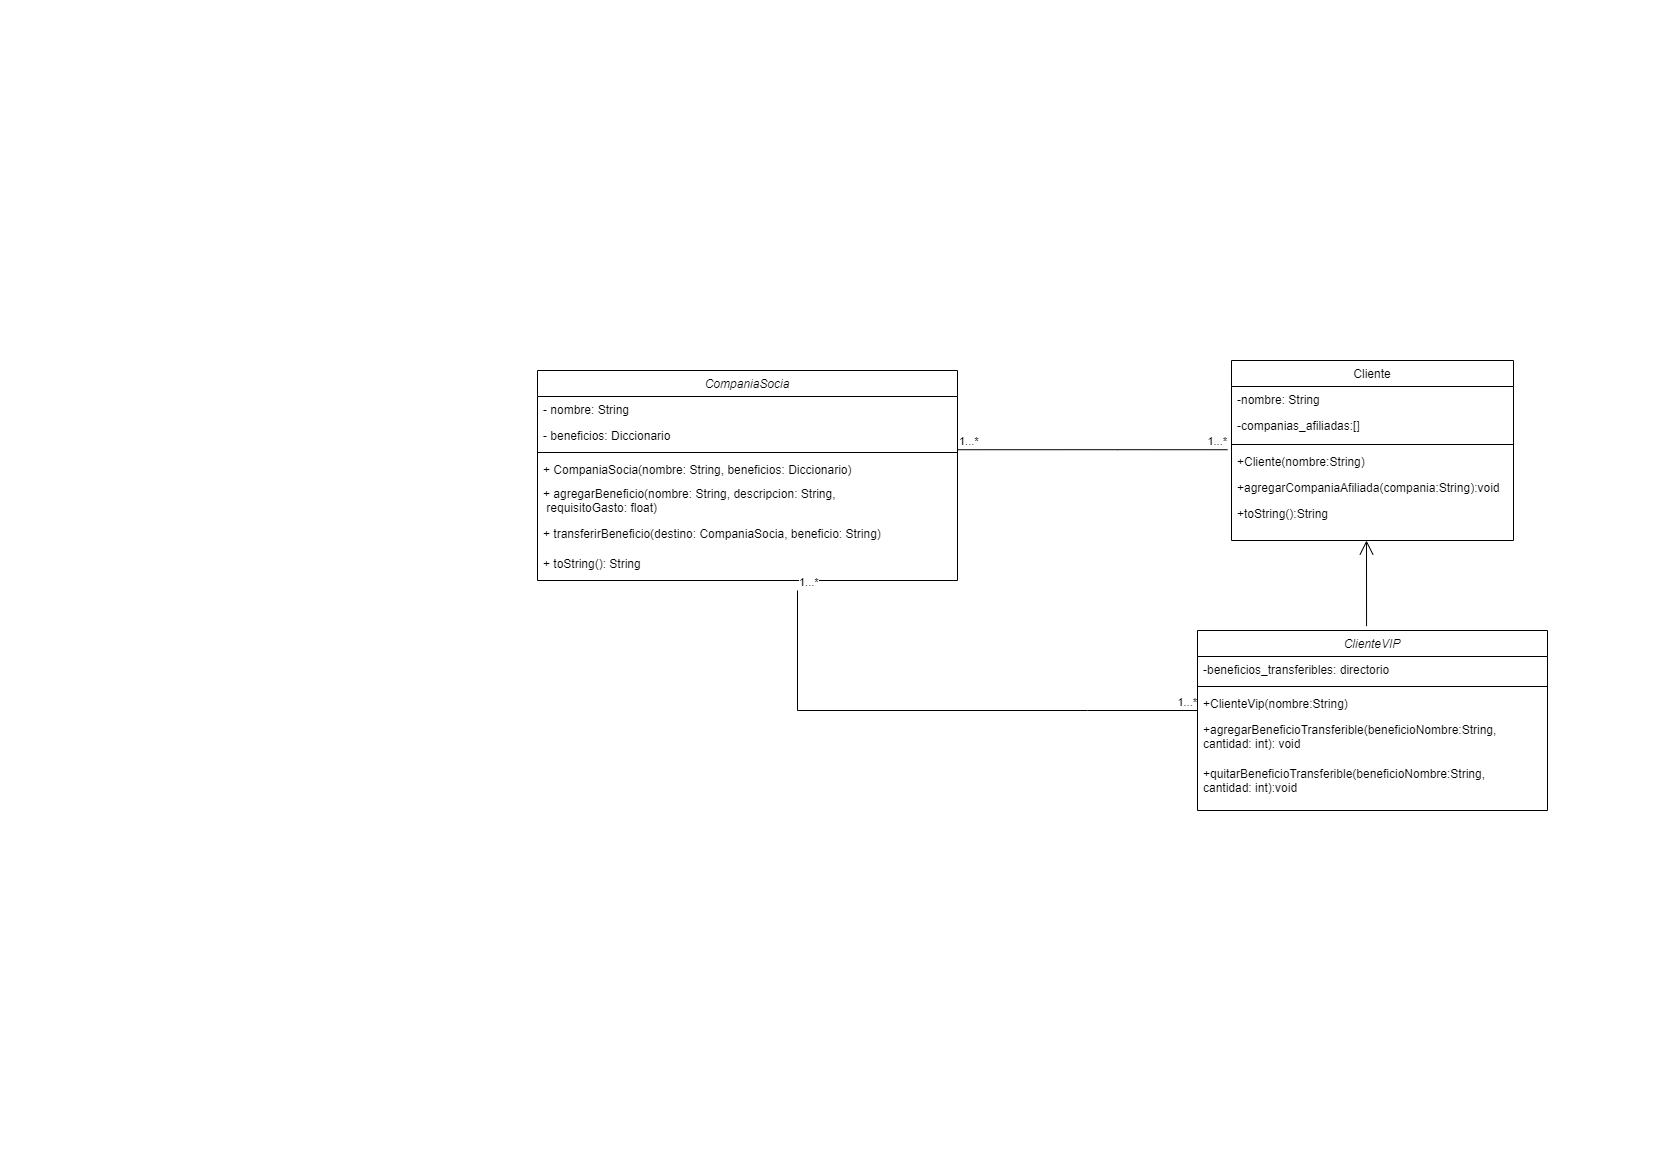 CompaniaSocia
- nombre: String
- beneficios: Diccionario
+ CompaniaSocia(nombre: String, beneficios: Diccionario)
+ agregarBeneficio(nombre: String, descripcion: String,
requisitoGasto: float)
+ transferirBeneficio(destino: CompaniaSocia, beneficio: String)
+ toString(): String
1...*
1...*
1...*
Cliente
-nombre: String
-companias_afiliadas:[]
+Cliente(nombre:String)
+agregarCompaniaAfiliada(compania:String):void
+toString():String
ClienteVIP
-beneficios_transferibles: directorio
1...*
+ClienteVip(nombre:String)
+agregarBeneficioTransferible(beneficioNombre:String,
cantidad: int): void
+quitarBeneficioTransferible(beneficioNombre:String,
cantidad: int):void